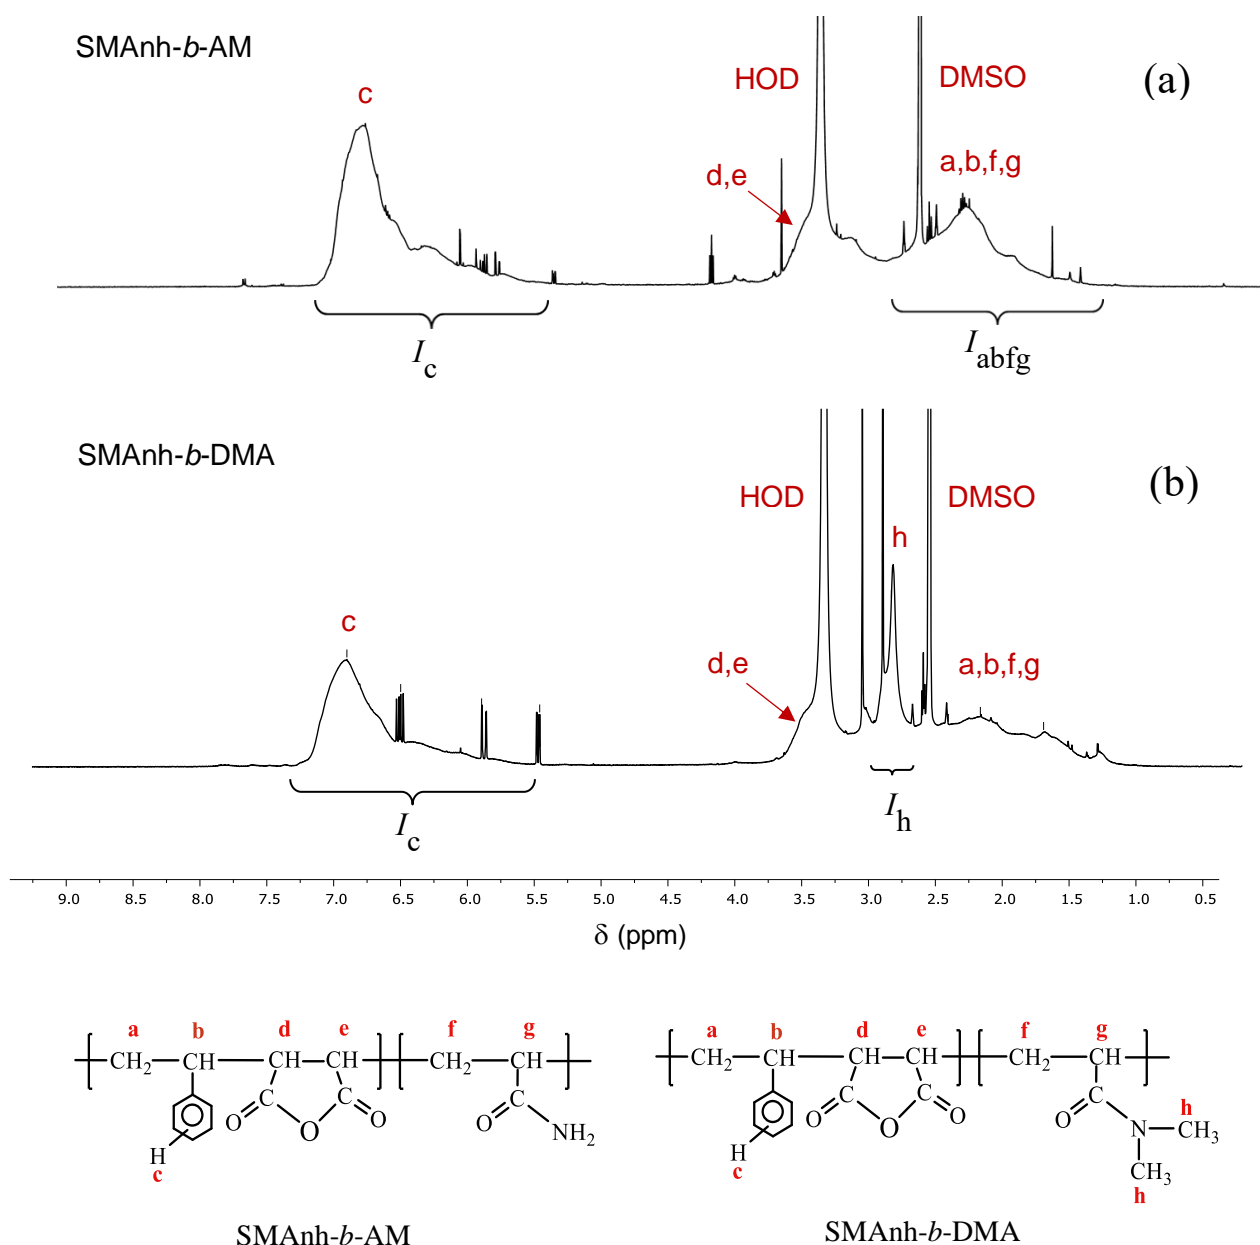 SMAnh-b-AM
(a)
HOD
DMSO
c
a,b,f,g
d,e
Ic
Iabfg
SMAnh-b-DMA
(b)
HOD
DMSO
h
c
d,e
a,b,f,g
Ic
Ih
9.0 8.5 8.0 7.5 7.0 6.5 6.0 5.5 5.0 4.5 4.0 3.5 3.0 2.5 2.0 1.5 1.0 0.5
δ (ppm)
a b d e f g
CH2 CH CH CH CH2 CH
C C C
O O O O NH2
H
c
SMAnh-b-AM
a b d e f g
CH2 CH CH CH CH2 CH
C C C h
O O O O N CH3
H
c CH3
h
SMAnh-b-DMA